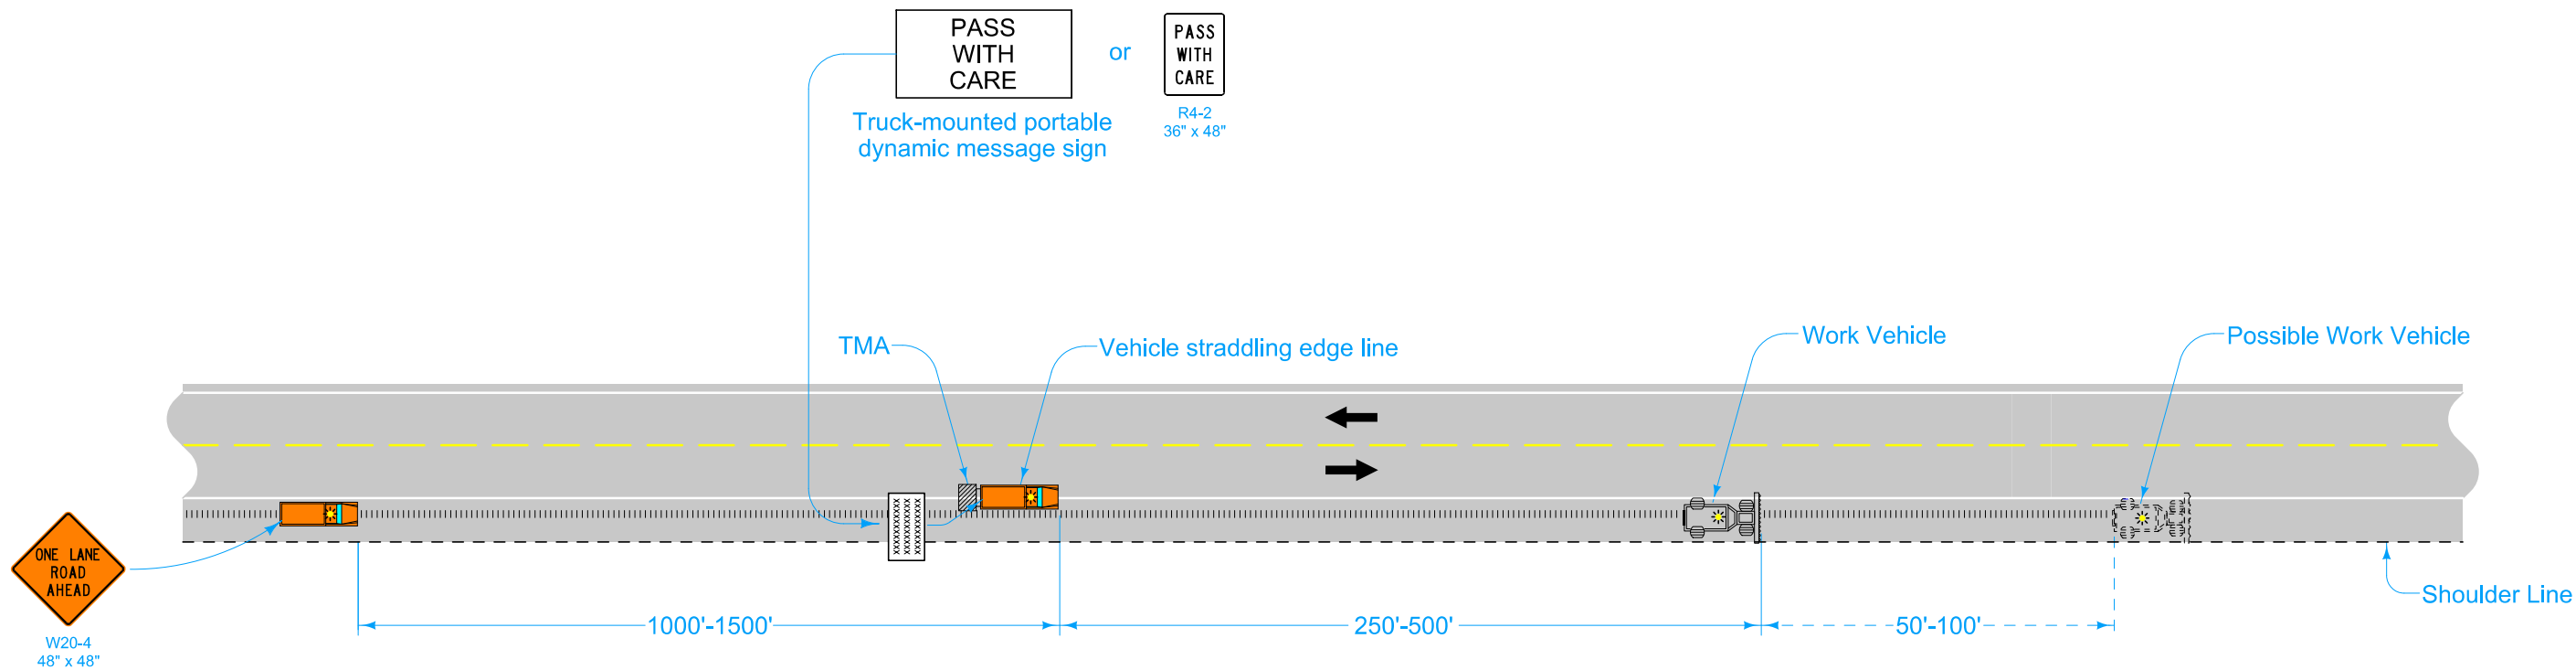 PASS
WITH
CARE
or
PASS
WITH
CARE
Truck-mounted portable
dynamic message sign
R4-2
36" x 48"
TMA
Vehicle straddling edge line
Work Vehicle
Possible Work Vehicle
ONE LANE
ROAD
AHEAD
W20-4
48" x 48"
1000'-1500'
250'-500'
50'-100'
Shoulder Line